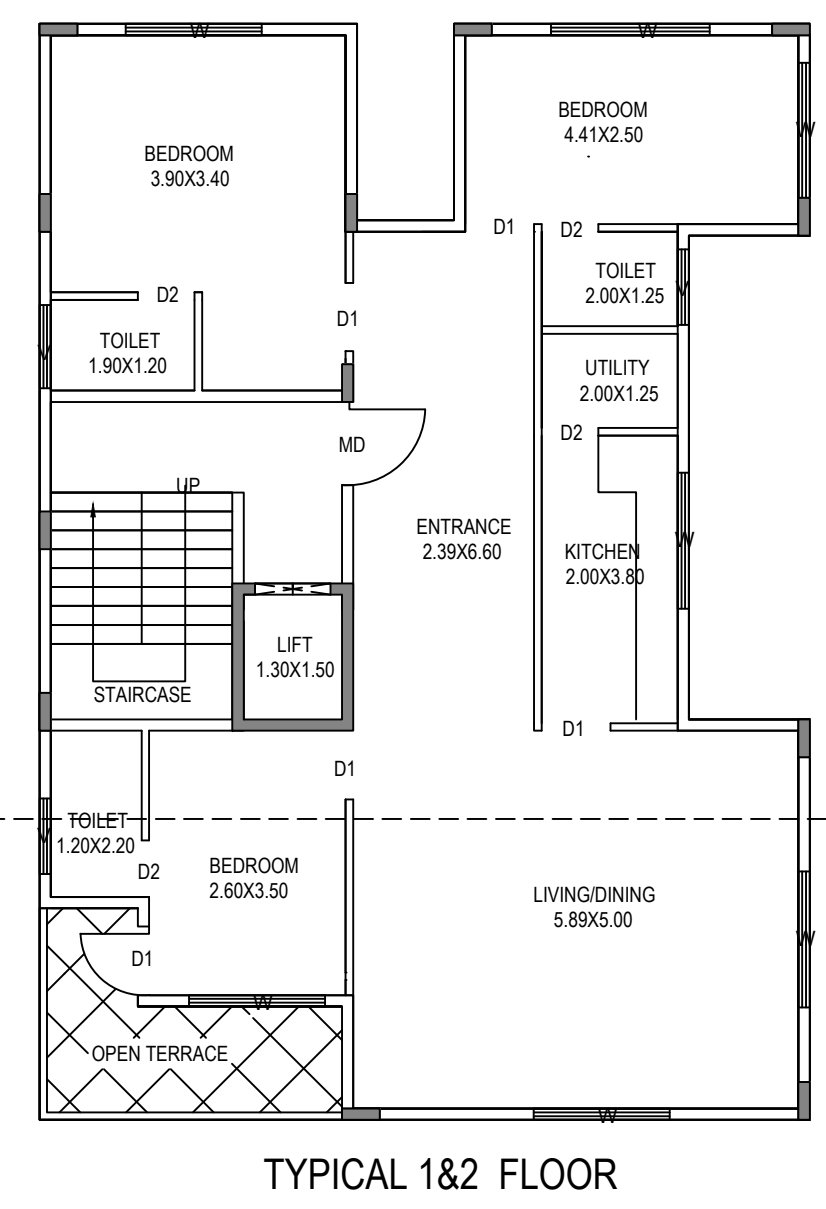 W
W
BEDROOM
4.41X2.50
W
BEDROOM
3.90X3.40
D1
D2
TOILET
2.00X1.25
W
D2
D1
TOILET
1.90X1.20
W
UTILITY
2.00X1.25
D2
MD
UP
ENTRANCE
2.39X6.60
KITCHEN
2.00X3.80
W
LIFT
1.30X1.50
STAIRCASE
D1
D1
TOILET
1.20X2.20
W
D2
BEDROOM
2.60X3.50
LIVING/DINING
5.89X5.00
W
D1
W
OPEN TERRACE
W
TYPICAL 1&2 FLOOR